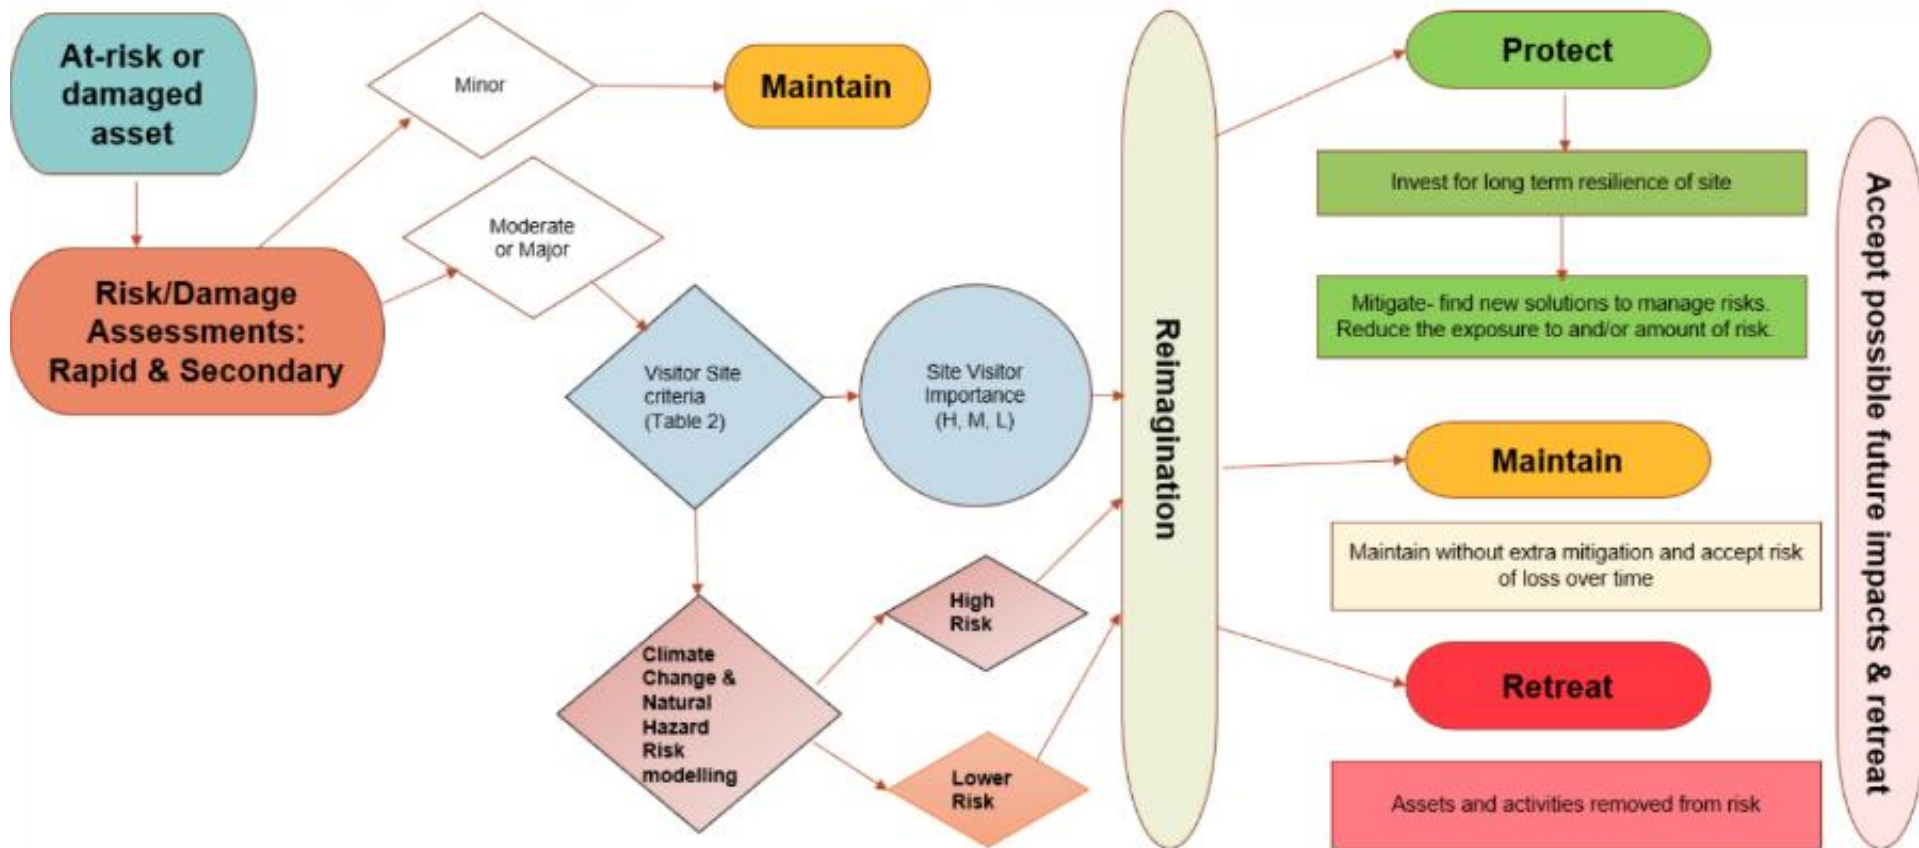 At-risk or
damaged
asset
Risk/Damage
Assessments:
Rapid & Secondary
Minor
Maintain
Moderate
or Major
Visitor Site
criteria
(Table 2)
Site Visitor
Importance
(H, M, L)
Climate
Change &
Natural
Hazard
Risk
modelling
High
Risk
Lower
Risk
Reimagination
Protect
Invest for long term resilience of site
Mitigate- find new solutions to manage risks.
Reduce the exposure to and/or amount of risk.
Maintain
Maintain without extra mitigation and accept risk
of loss over time
Retreat
Assets and activities removed from risk
Accept possible future impacts & retreat